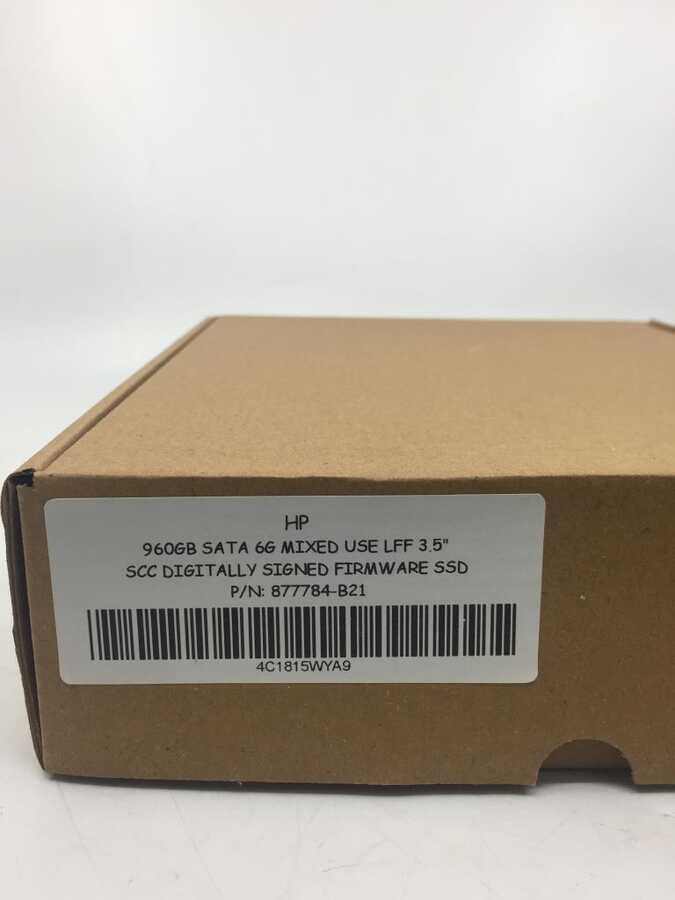 HP
960GB SATA 6G MIXED USE LFF 3.5"
SCC DIGITALLY SIGNED FIRMWARE SSD
P/N: 877784-B21
4C1815WYA9